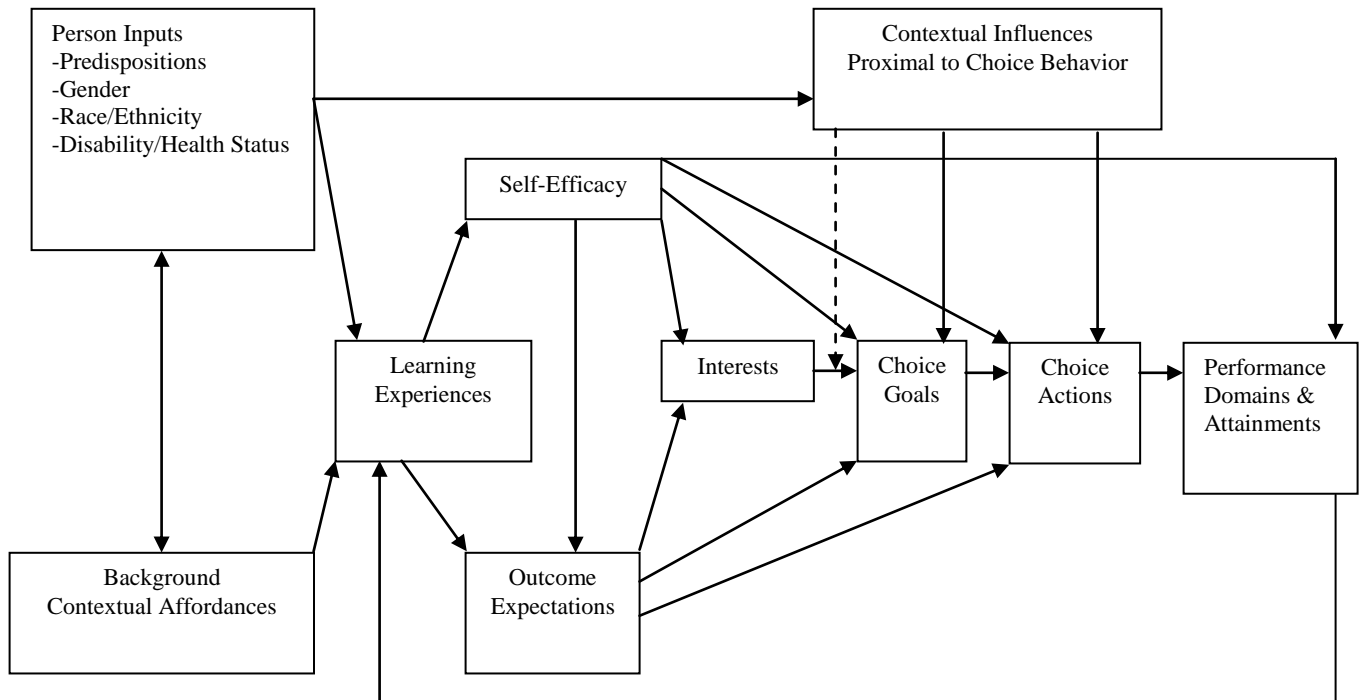 Person Inputs
-Predispositions
-Gender
-Race/Ethnicity
-Disability/Health Status
Contextual Influences
Proximal to Choice Behavior
Self-Efficacy
Learning
Experiences
Interests
Choice
Goals
Choice
Actions
Performance
Domains &
Attainments
Background
Contextual Affordances
Outcome
Expectations